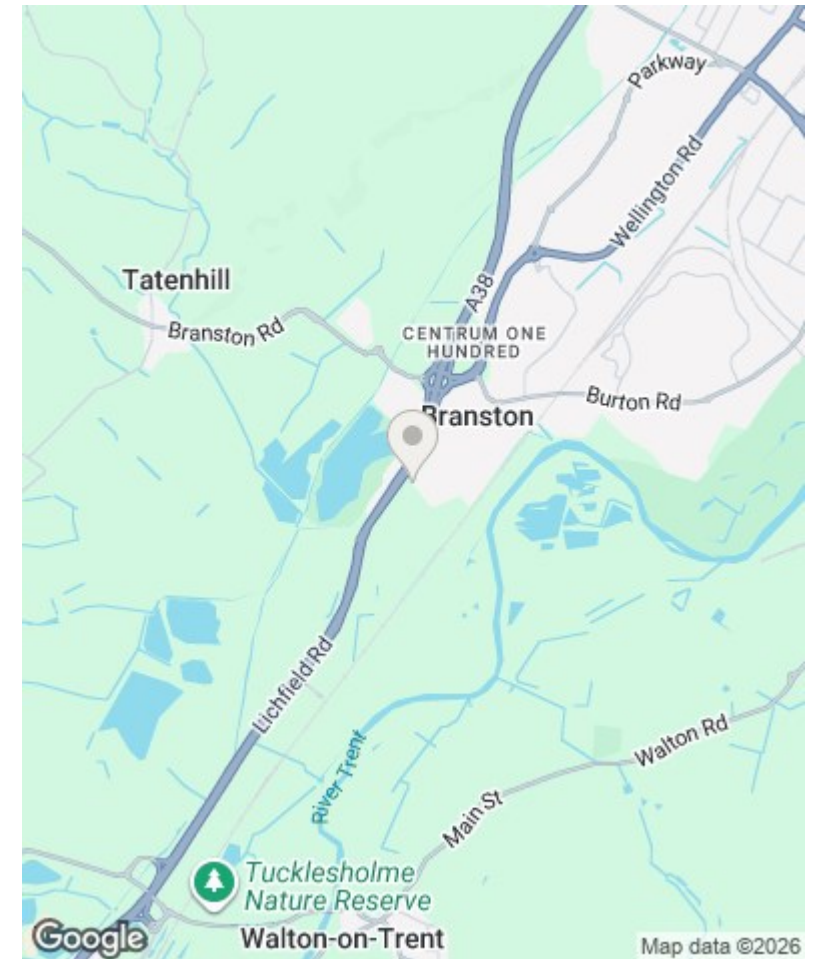 Parkway
Wellington Rd
Tatenhill
A38
Branston Rd
CENTRUM ONE
HUNDRED
Burton Rd
Branston
Lichfield Rd
Walton Rd
River Trent
Main St
Tucklesholme
Nature Reserve
Walton-on-Trent
Google
Map data ©2026